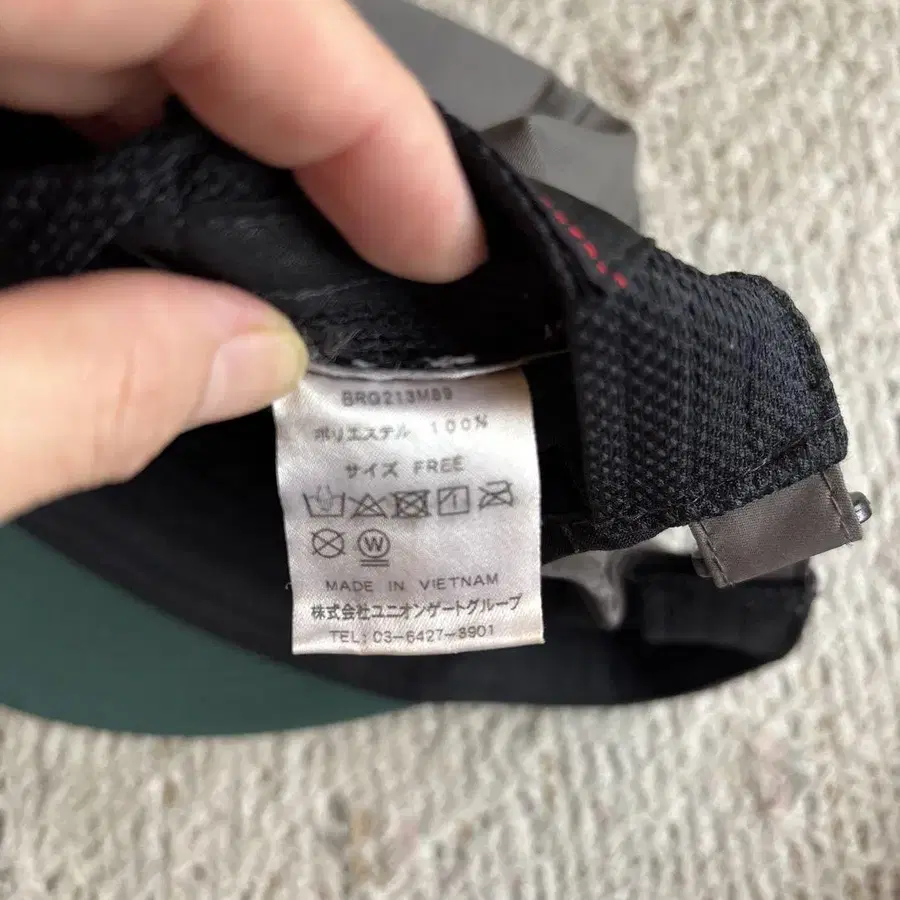 BRG213M89
ポリエステル 100%
サイズ FREE
W
MADE IN VIETNAM
株式会社ユニオンゲートグループ
TEL: 03-6427-3901